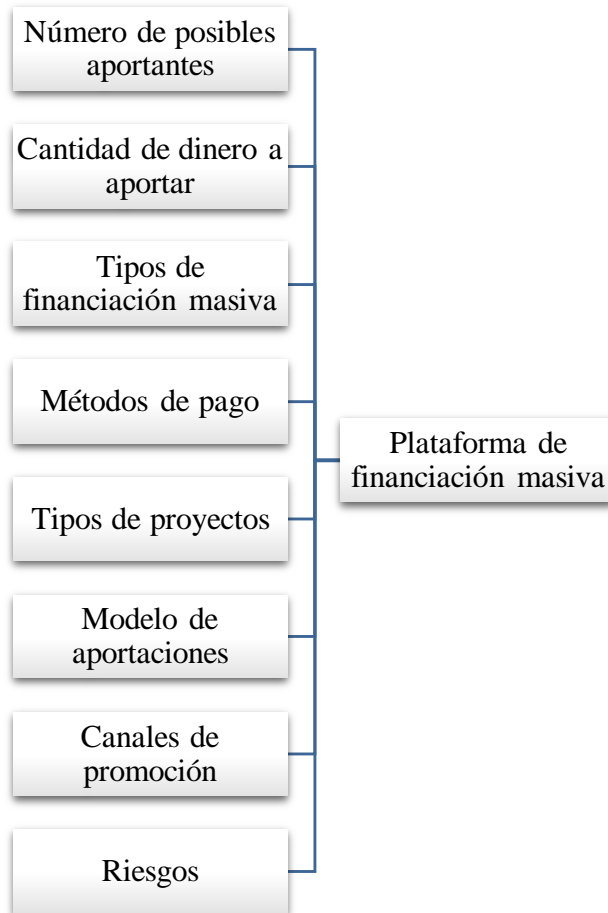 Número de posibles
aportantes
Cantidad de dinero a
aportar
Tipos de
financiación masiva
Métodos de pago
Plataforma de
financiación masiva
Tipos de proyectos
Modelo de
aportaciones
Canales de
promoción
Riesgos